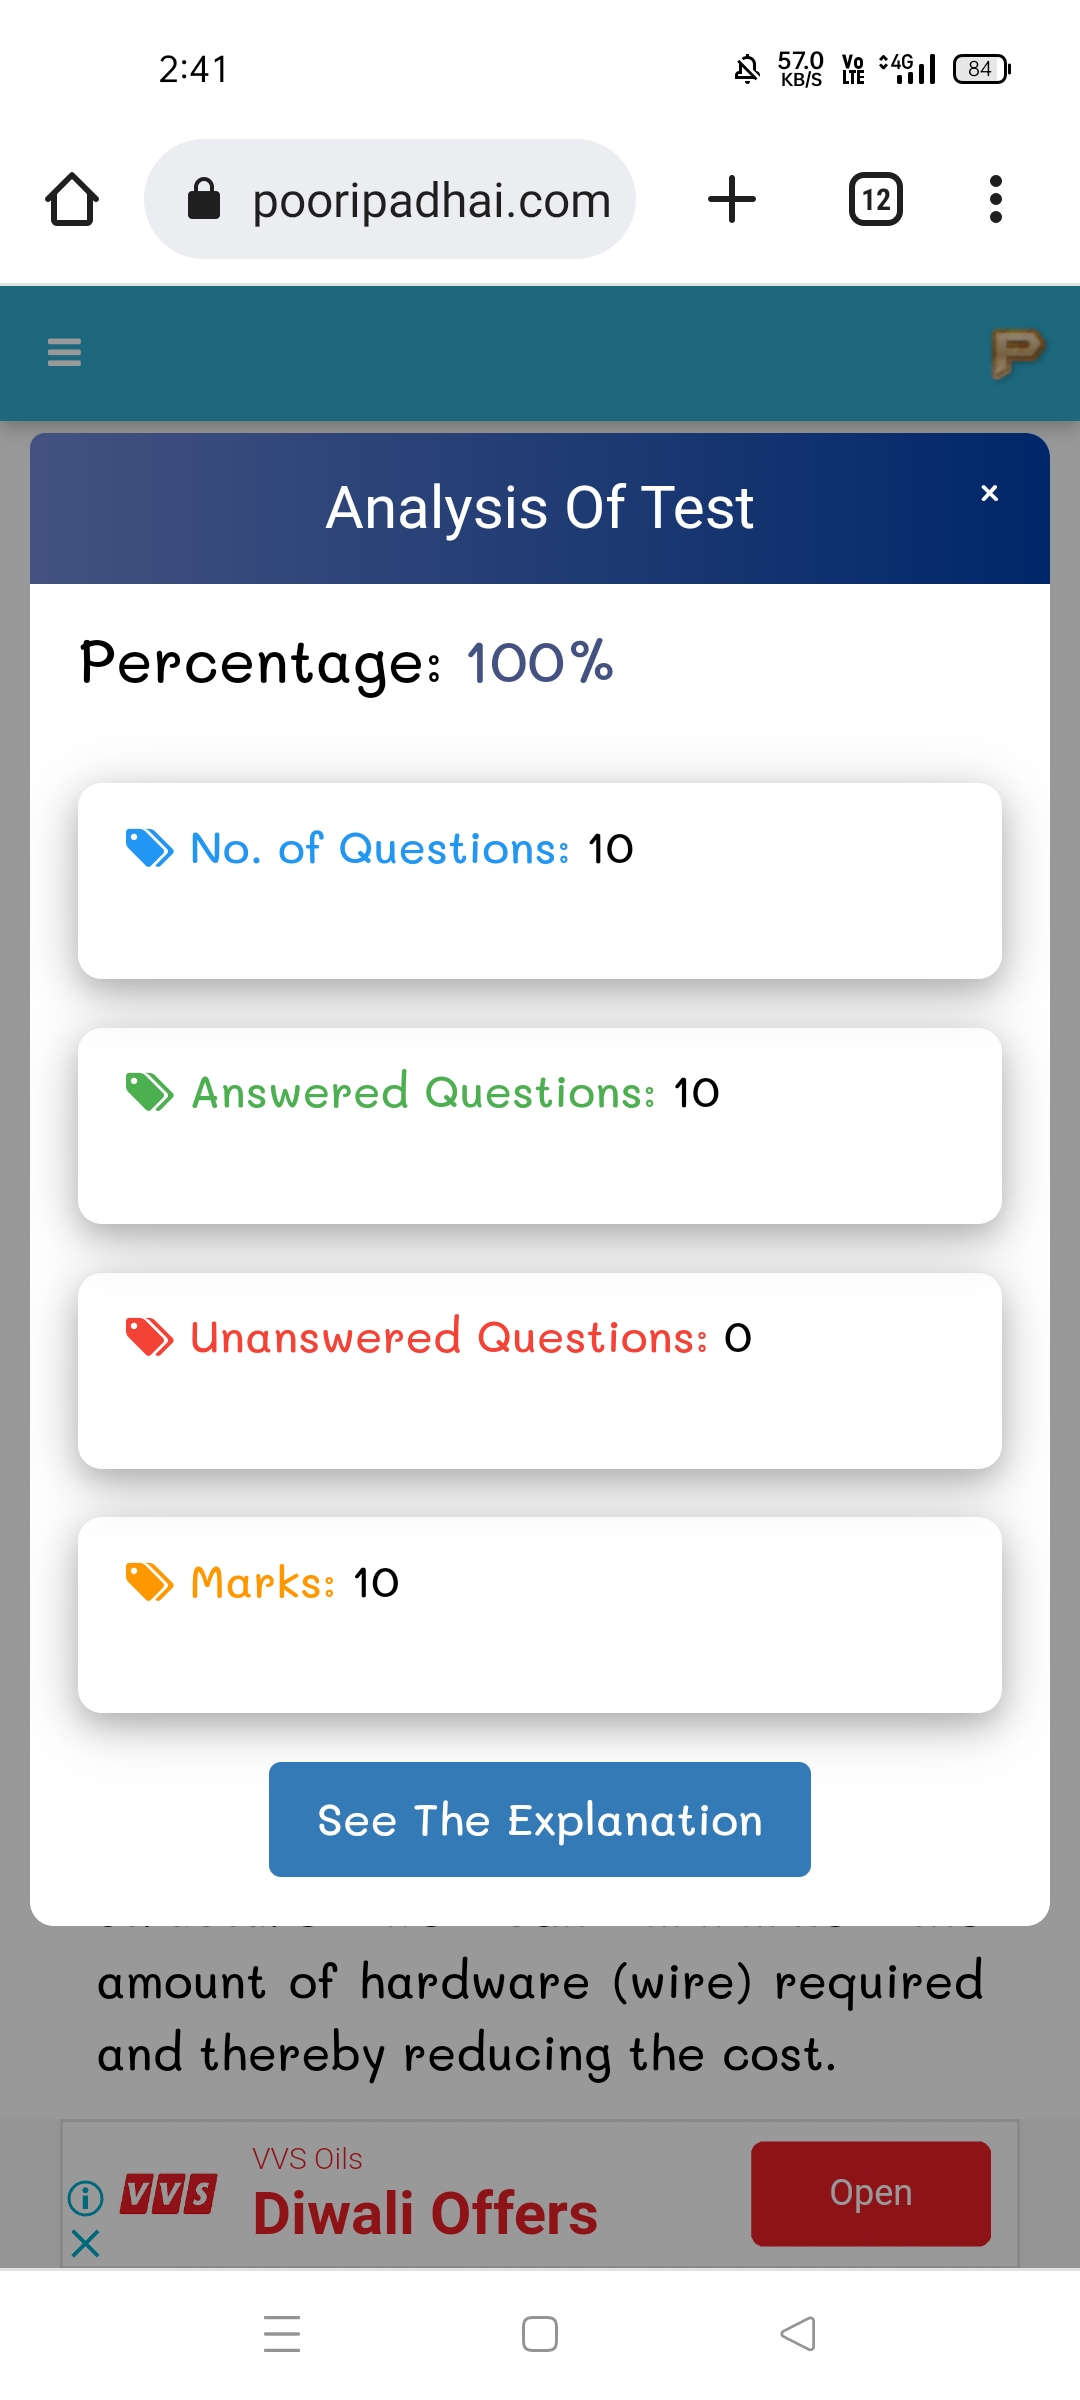 2:41
57.0
KB/S
Vo
LTE
4G
84
pooripadhai.com
12
P
Analysis Of Test
×
Percentage: 100%
No. of Questions: 10
Answered Questions: 10
Unanswered Questions: 0
Marks: 10
See The Explanation
amount of hardware (wire) required
and thereby reducing the cost.
VVS
VVS Oils
Diwali Offers
Open